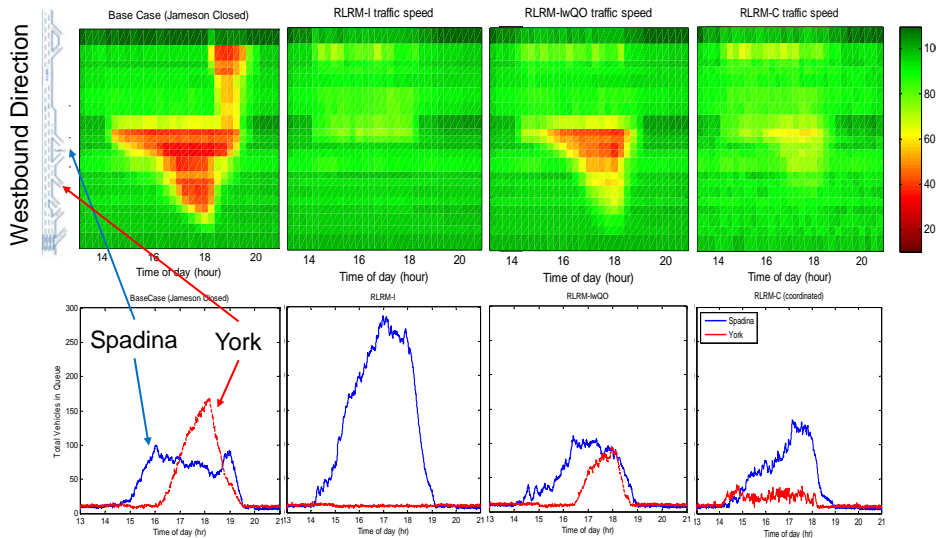 Westbound Direction
Base Case (Jameson Closed)
RLRM-I traffic speed
RLRM-IwQO traffic speed
RLRM-C traffic speed
100
80
60
40
20
14 16 18 20
14 16 18 20
14 16 18 20
14 16 18 20
Time of day (hour)
Time of day (hour)
Time of day (hour)
Time of day (hour)
BaseCase (Jameson Closed)
RLRM-I
RLRM-IwQO
RLRM-C (coordinated)
Total Vehicles in Queue
300
250
200
150
100
50
0
Spadina
York
Spadina
York
13 14 15 16 17 18 19 20 21
13 14 15 16 17 18 19 20 21
13 14 15 16 17 18 19 20 21
13 14 15 16 17 18 19 20 21
Time of day (hr)
Time of day (hr)
Time of day (hr)
Time of day (hr)